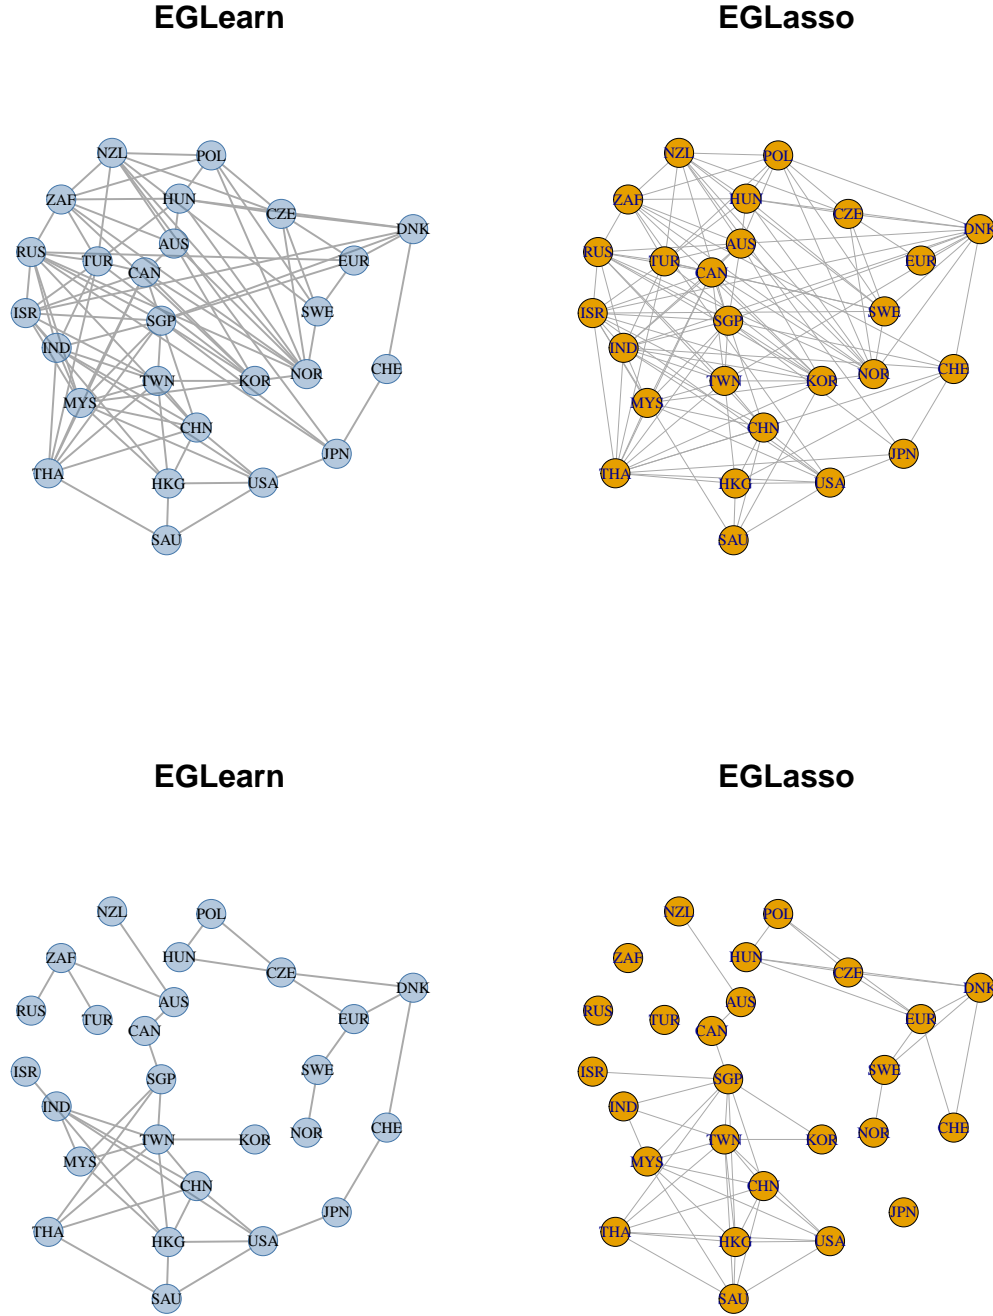 EGLearn
EGLasso
NZL
POL
ZAF
HUN
CZE
DNK
RUS
TUR
AUS
CAN
EUR
ISR
SGP
SWE
IND
TWN
KOR
NOR
CHE
MYS
CHN
JPN
THA
HKG
USA
SAU
NZL
POL
ZAF
HUN
CZE
DNK
RUS
TUR
AUS
CAN
EUR
ISR
SGP
SWE
IND
TWN
KOR
NOR
CHE
MYS
CHN
JPN
THA
HKG
USA
SAU
EGLearn
EGLasso
NZL
POL
ZAF
HUN
CZE
DNK
RUS
TUR
AUS
CAN
EUR
ISR
SGP
SWE
IND
TWN
KOR
NOR
CHE
MYS
CHN
JPN
THA
HKG
USA
SAU
NZL
POL
ZAF
HUN
CZE
DNK
RUS
TUR
AUS
CAN
EUR
ISR
SGP
SWE
IND
TWN
KOR
NOR
CHE
MYS
CHN
JPN
THA
HKG
USA
SAU